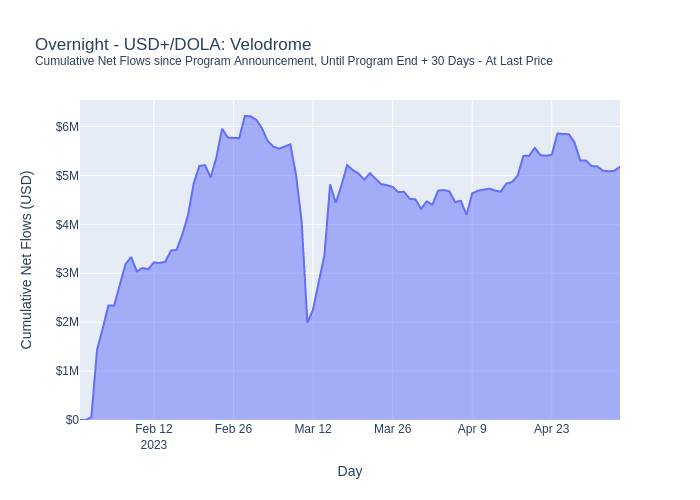 Overnight - USD+/DOLA: Velodrome
Cumulative Net Flows since Program Announcement, Until Program End + 30 Days - At Last Price
Cumulative Net Flows (USD)
$6M
$5M
$4M
$3M
$2M
$1M
$0
Feb 12
2023
Feb 26
Mar 12
Mar 26
Apr 9
Apr 23
Day